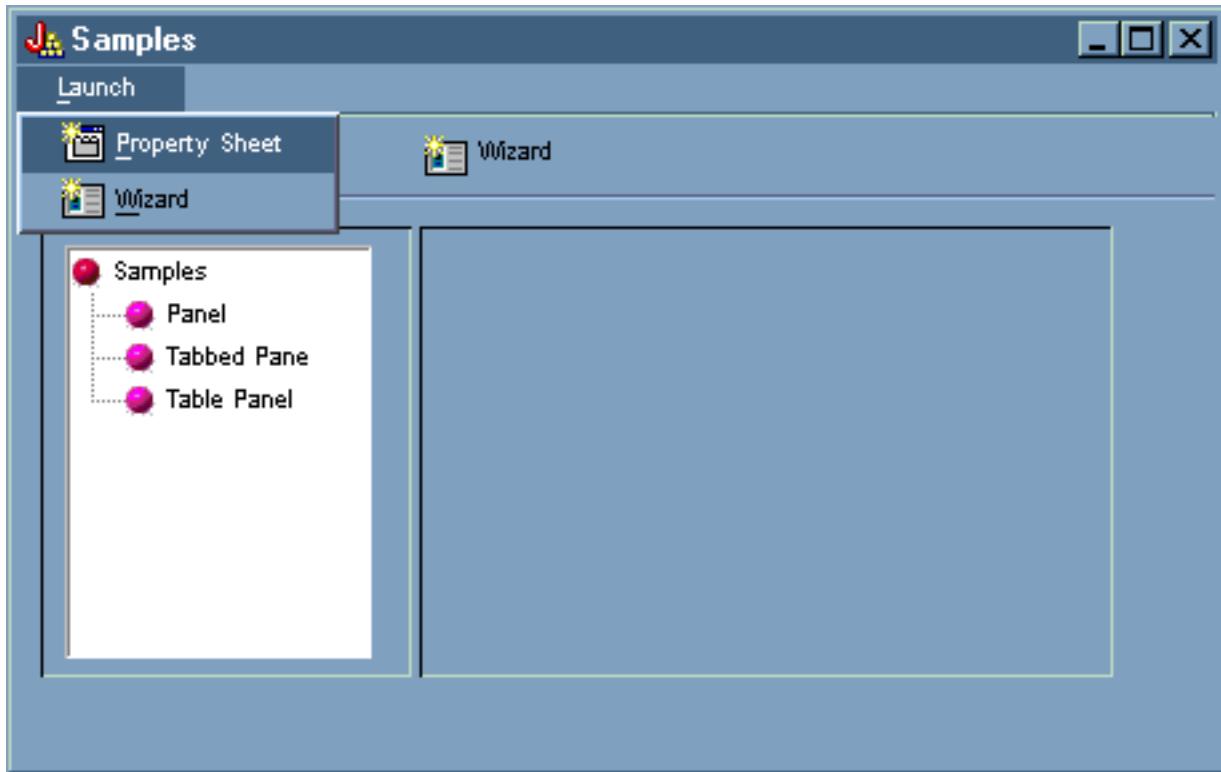 Samples
Launch
Property Sheet
Wizard
Wizard
Samples
Panel
Tabbed Pane
Table Panel